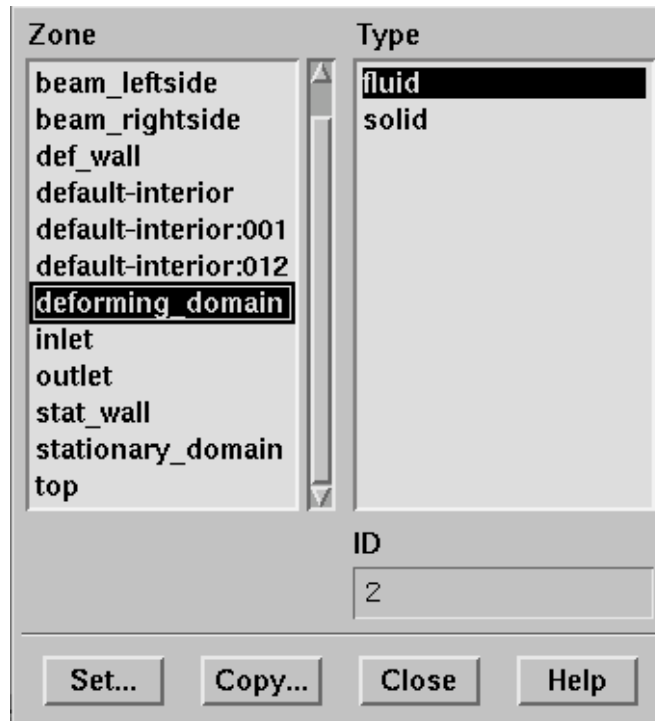 Zone
beam_leftside
beam_rightside
def_wall
default-interior
default-interior:001
default-interior:012
deforming_domain
inlet
outlet
stat_wall
stationary_domain
top
Type
fluid
solid
ID
2
Set...
Copy...
Close
Help